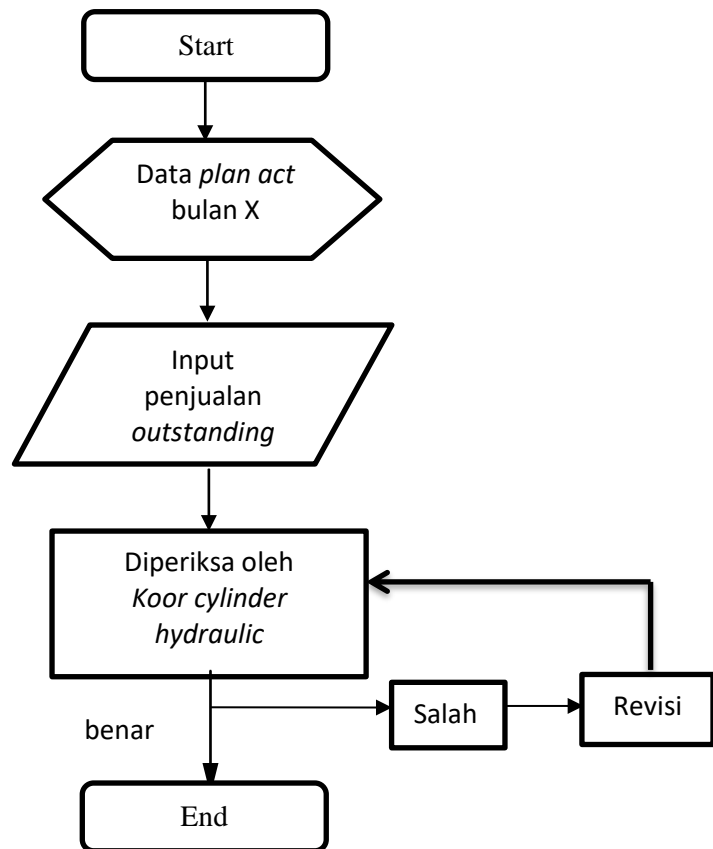 Start
Data plan act
bulan X
Input
penjualan
outstanding
Diperiksa oleh
Koor cylinder
hydraulic
benar
Salah
Revisi
End